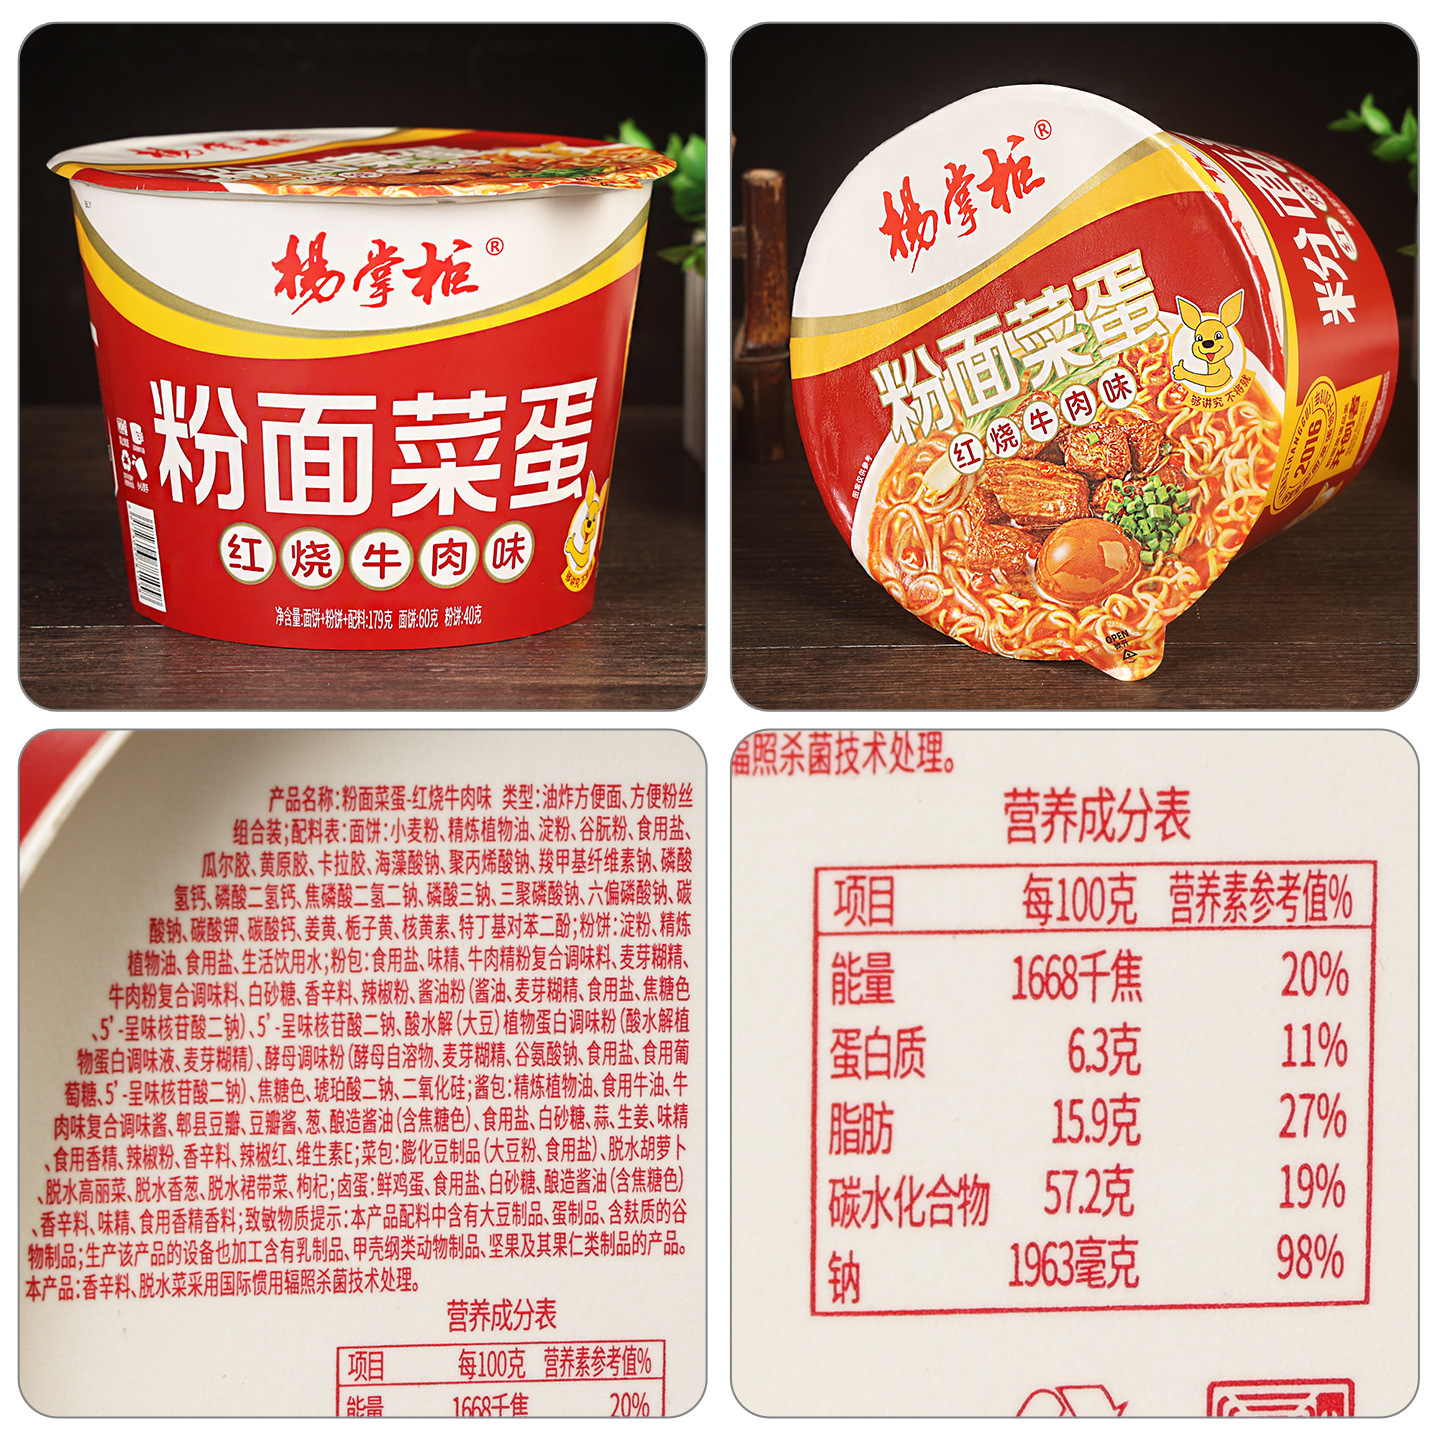 杨掌柜®
粉面菜蛋
红烧牛肉味
净含量:面饼+粉饼+配料:179克 面饼:60克 粉饼:40克
杨掌柜®
粉面菜蛋
红烧牛肉味
够讲究 不将就
图案仅供参考
OPEN
2016
开创者
产品名称:粉面菜蛋-红烧牛肉味 类型:油炸方便面、方便粉丝
组合装;配料表:面饼:小麦粉、精炼植物油、淀粉、谷朊粉、食用盐、
瓜尔胶、黄原胶、卡拉胶、海藻酸钠、聚丙烯酸钠、羧甲基纤维素钠、磷酸
氢钙、磷酸二氢钙、焦磷酸二氢二钠、磷酸三钠、三聚磷酸钠、六偏磷酸钠、碳
酸钠、碳酸钾、碳酸钙、姜黄、栀子黄、核黄素、特丁基对苯二酚;粉饼:淀粉、精炼
植物油、食用盐、生活饮用水;粉包:食用盐、味精、牛肉精粉复合调味料、麦芽糊精、
牛肉粉复合调味料、白砂糖、香辛料、辣椒粉、酱油粉(酱油、麦芽糊精、食用盐、焦糖色
、5'-呈味核苷酸二钠)、5'-呈味核苷酸二钠、酸水解(大豆)植物蛋白调味粉(酸水解植
物蛋白调味液、麦芽糊精)、酵母调味粉(酵母自溶物、麦芽糊精、谷氨酸钠、食用盐、食用葡
萄糖、5'-呈味核苷酸二钠)、焦糖色、琥珀酸二钠、二氧化硅;酱包:精炼植物油、食用牛油、牛
肉味复合调味酱、郫县豆瓣、豆瓣酱、葱、酿造酱油(含焦糖色)、食用盐、白砂糖、蒜、生姜、味精
、食用香精、辣椒粉、香辛料、辣椒红、维生素E;菜包:膨化豆制品(大豆粉、食用盐)、脱水胡萝卜
、脱水高丽菜、脱水香葱、脱水裙带菜、枸杞;卤蛋:鲜鸡蛋、食用盐、白砂糖、酿造酱油(含焦糖色)
、香辛料、味精、食用香精香料;致敏物质提示:本产品配料中含有大豆制品、蛋制品、含麸质的谷
物制品;生产该产品的设备也加工含有乳制品、甲壳纲类动物制品、坚果及其果仁类制品的产品。
本产品:香辛料、脱水菜采用国际惯用辐照杀菌技术处理。
营养成分表
项目 每100克 营养素参考值%
能量 1668千焦 20%
辐照杀菌技术处理。
营养成分表
项目 每100克 营养素参考值%
能量 1668千焦 20%
蛋白质 6.3克 11%
脂肪 15.9克 27%
碳水化合物 57.2克 19%
钠 1963毫克 98%